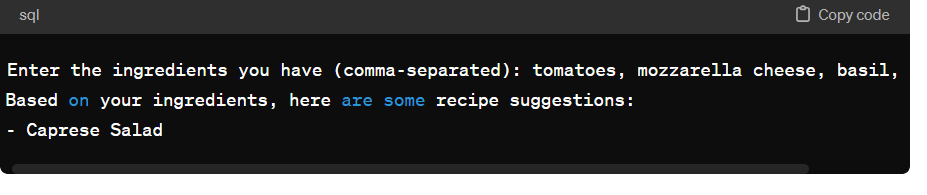 sql
Copy code
Enter the ingredients you have (comma-separated): tomatoes, mozzarella cheese, basil,
Based on your ingredients, here are some recipe suggestions:
- Caprese Salad